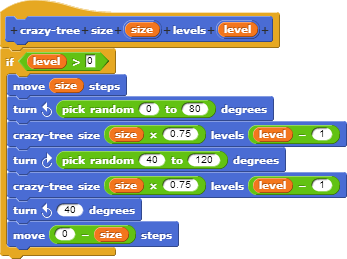 + crazy-tree + size + size + levels + level +
if level > 0
move size steps
turn ↺ pick random 0 to 80 degrees
crazy-tree size size × 0.75 levels level − 1
turn ↻ pick random 40 to 120 degrees
crazy-tree size size × 0.75 levels level − 1
turn ↺ 40 degrees
move 0 − size steps